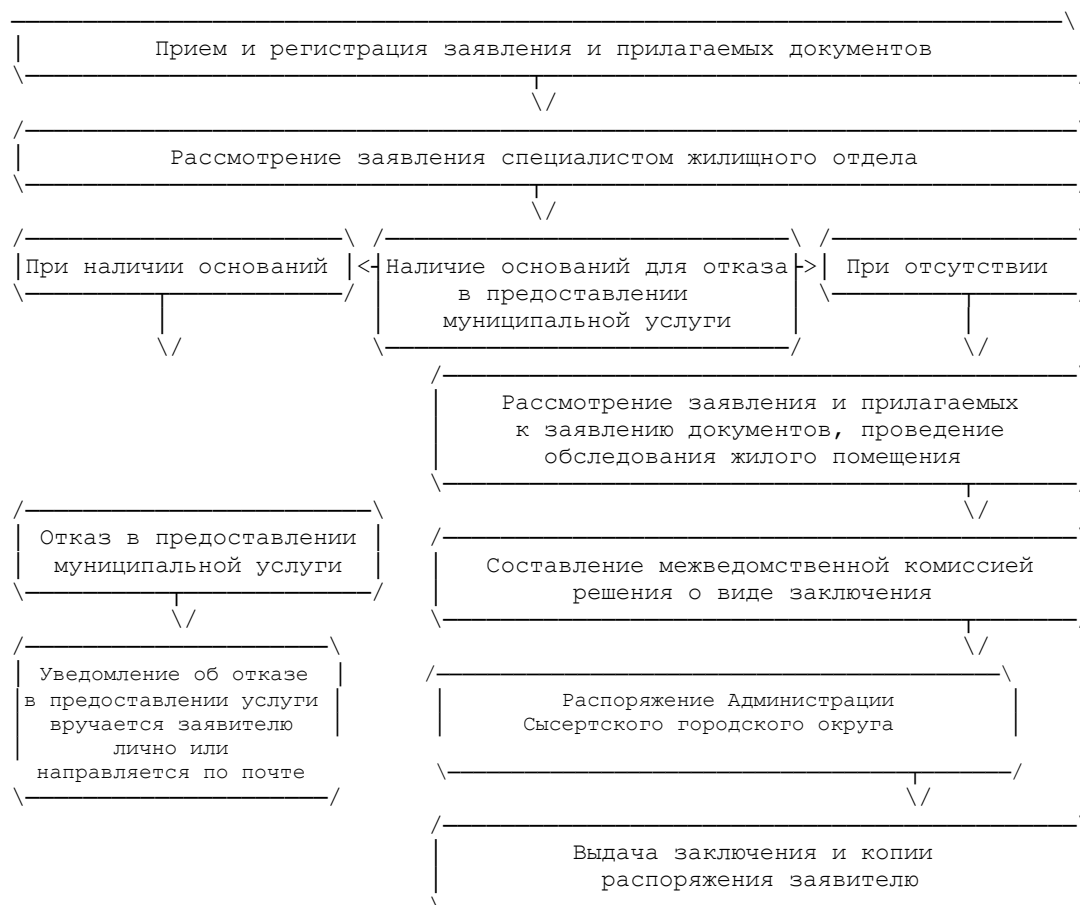 Прием и регистрация заявления и прилагаемых документов
Рассмотрение заявления специалистом жилищного отдела
При наличии оснований
Наличие оснований для отказа
в предоставлении
муниципальной услуги
При отсутствии
Рассмотрение заявления и прилагаемых
к заявлению документов, проведение
обследования жилого помещения
Отказ в предоставлении
муниципальной услуги
Составление межведомственной комиссией
решения о виде заключения
Уведомление об отказе
в предоставлении услуги
вручается заявителю
лично или
направляется по почте
Распоряжение Администрации
Сысертского городского округа
Выдача заключения и копии
распоряжения заявителю